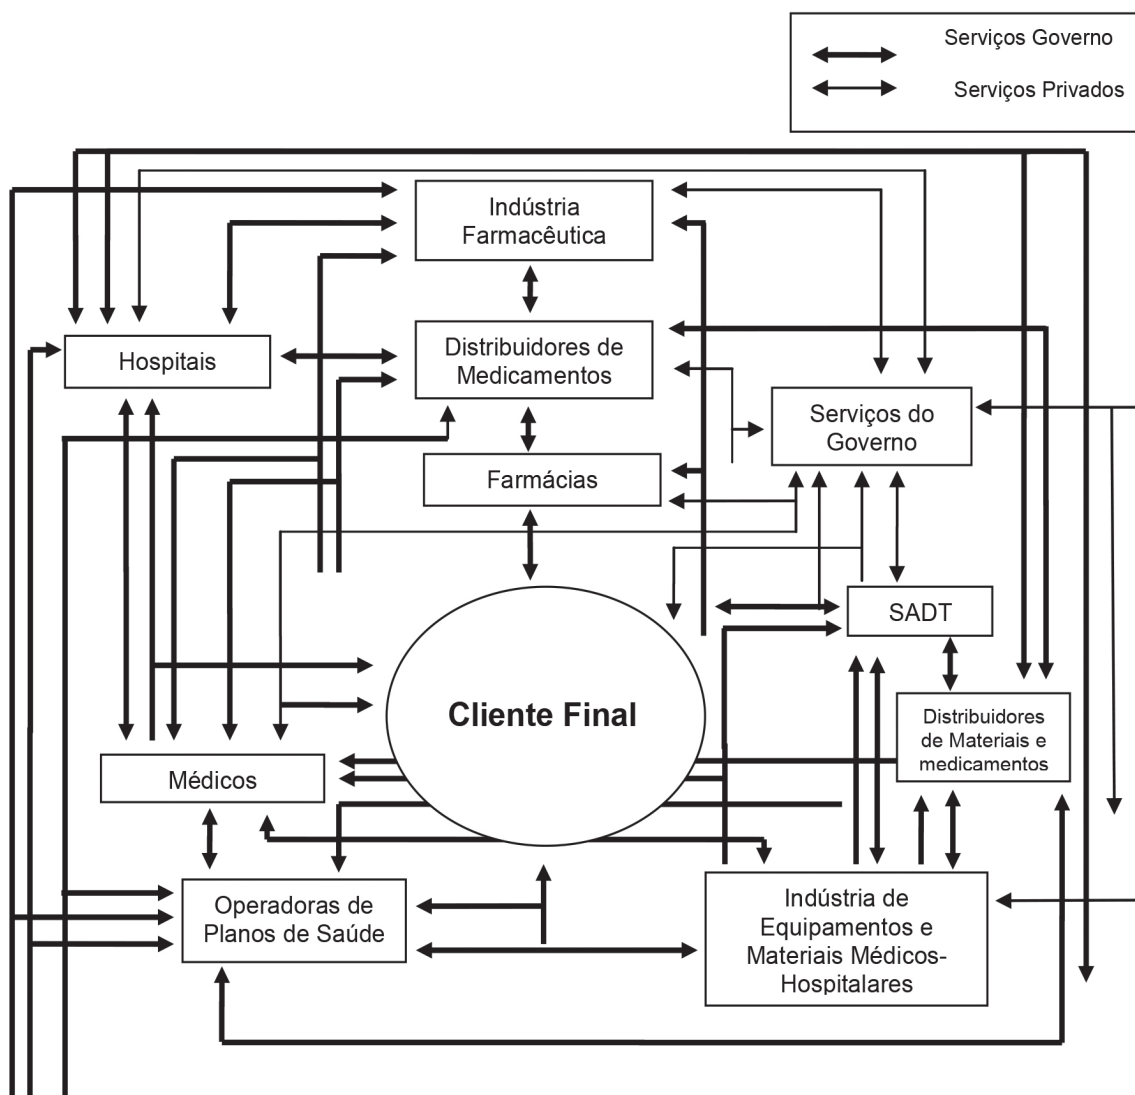 Serviços Governo
Serviços Privados
Indústria
Farmacêutica
Distribuidores de
Medicamentos
Hospitais
Serviços do
Governo
Farmácias
SADT
Cliente Final
Distribuidores
de Materiais e
medicamentos
Médicos
Operadoras de
Planos de Saúde
Indústria de
Equipamentos e
Materiais Médicos-
Hospitalares